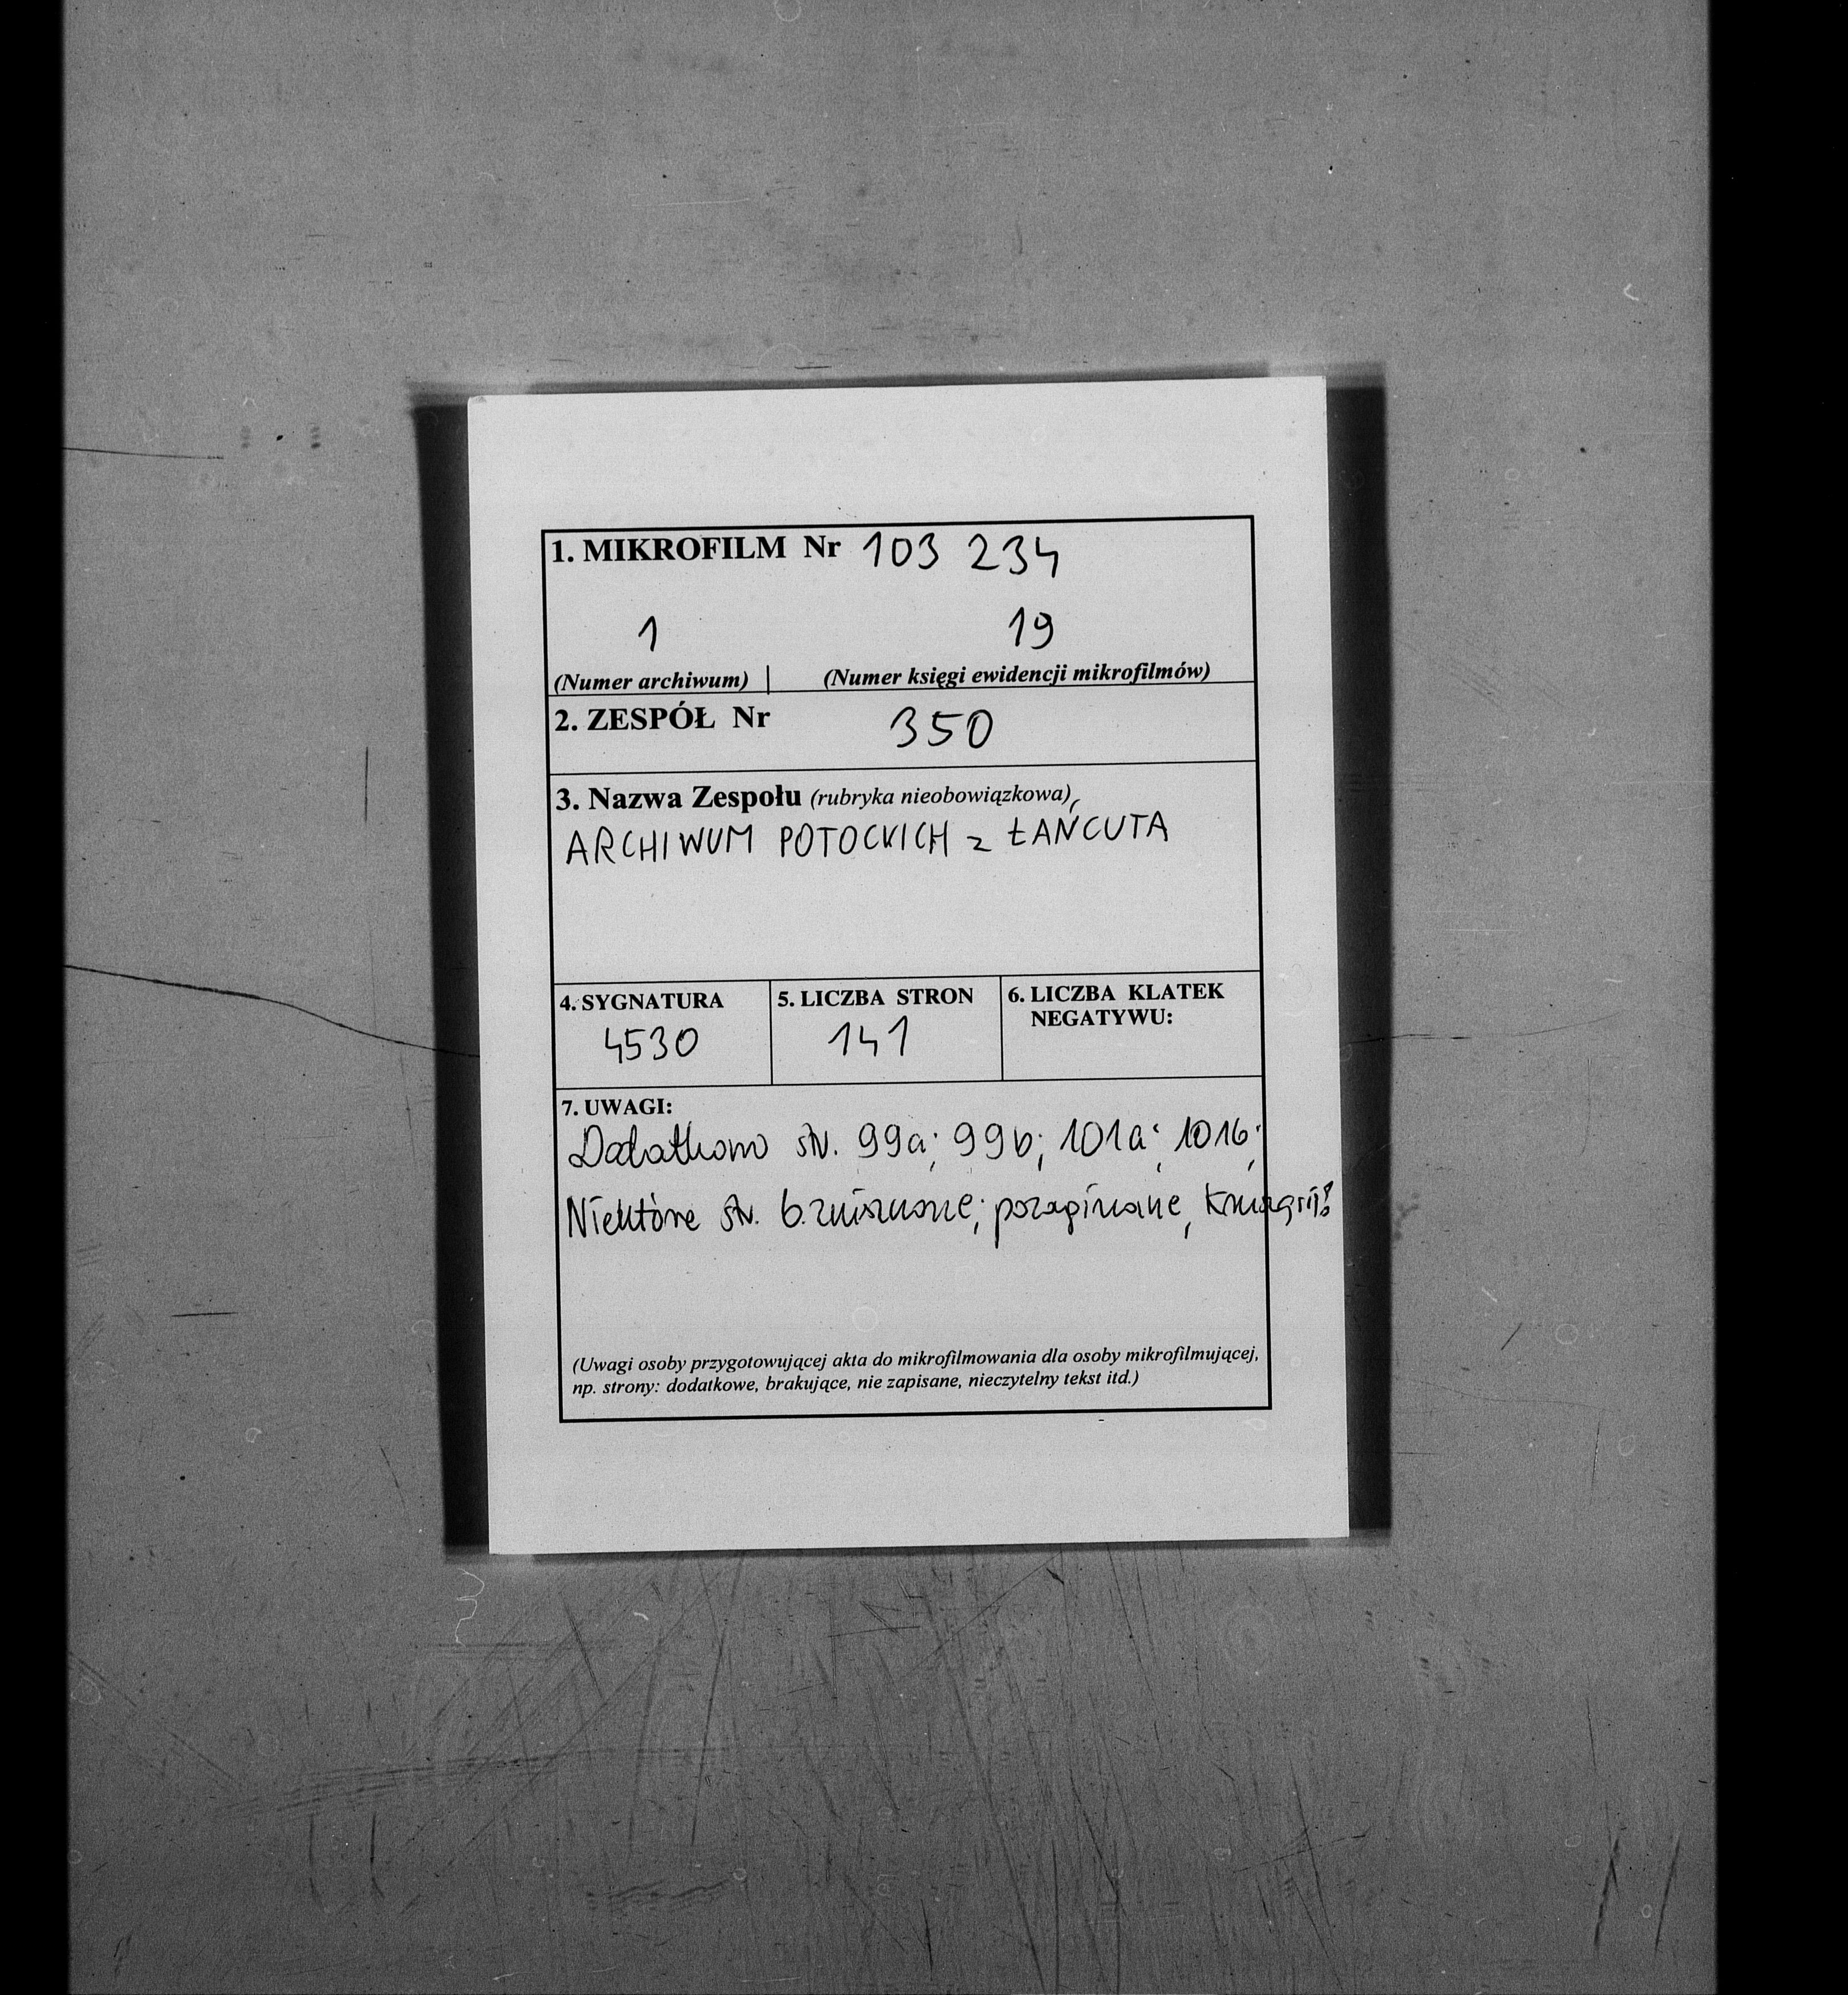 1. MIKROFILM Nr 103 234
1 19
(Numer archiwum) | (Numer księgi ewidencji mikrofilmów)
2. ZESPÓŁ Nr 350
3. Nazwa Zespołu (rubryka nieobowiązkowa)
ARCHIWUM POTOCKICH z ŁAŃCUTA
4. SYGNATURA
4530
5. LICZBA STRON
141
6. LICZBA KLATEK
NEGATYWU:
7. UWAGI:
Dodatkowo str. 99a; 99b; 101a; 101b;
Niektóre str. b. zniszczone; pozaginane,
(Uwagi osoby przygotowującej akta do mikrofilmowania dla osoby mikrofilmującej,
np. strony: dodatkowe, brakujące, nie zapisane, nieczytelny tekst itd.)